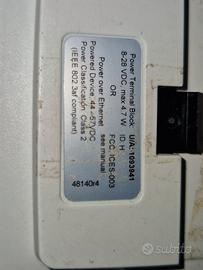 U/A: 1093941
Power Terminal Block ID: H
8-28 VDC, max 4.7 W
OR
FCC, ICES-003
Power over Ethernet see manual
Powered Device, 44 -57VDC
Power Classification Class 2
(IEEE 802.3af compliant)
48140r4
Subito